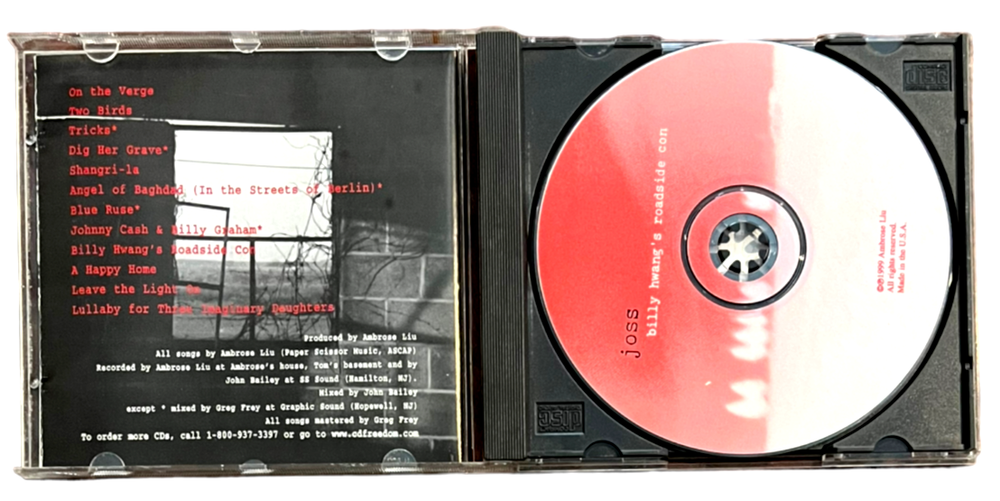 On the Verge
Two Birds
Tricks*
Dig Her Grave*
Shangri-la
Angel of Baghdad (In the Streets of Berlin)*
Blue Ruse*
Johnny Cash & Billy Graham*
Billy Hwang's Roadside Con
A Happy Home
Leave the Light On
Lullaby for Three Imaginary Daughters
Produced by Ambrose Liu
All songs by Ambrose Liu (Paper Scissor Music, ASCAP)
Recorded by Ambrose Liu at Ambrose's house, Tom's basement and by
John Bailey at SE Sound (Hamilton, NJ).
Mixed by John Bailey
except * mixed by Greg Frey at Graphic Sound (Hopewell, NJ)
All songs mastered by Greg Frey
To order more CDs, call 1-800-937-3397 or go to www.cdfreedom.com
joss
billy hwang's roadside con
©℗1999 Ambrose Liu
All rights reserved.
Made in the U.S.A.
disc
disc